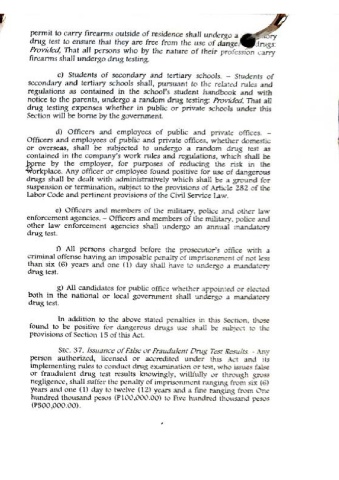 permit to carry firearms outside of residence shall undergo a
drug test to ensure that they are free from the use of drugs:
Provided, That all persons who by the nature of their profession carry
firearms shall undergo drug testing.
c) Students of secondary and tertiary schools. – Students of
secondary and tertiary schools shall, pursuant to the related rules and
regulations as contained in the school's student handbook and with
notice to the parents, undergo a random drug testing: Provided, That all
drug testing expenses whether in public or private schools under this
Section will be borne by the government.
d) Officers and employees of public and private offices. –
Officers and employees of public and private offices, whether domestic
or overseas, shall be subjected to undergo a random drug test as
contained in the company's work rules and regulations, which shall be
borne by the employer, for purposes of reducing the risk in the
workplace. Any officer or employee found positive for use of dangerous
drugs shall be dealt with administratively which shall be a ground for
suspension or termination, subject to the provisions of Article 282 of the
Labor Code and pertinent provisions of the Civil Service Law.
e) Officers and members of the military, police and other law
enforcement agencies. – Officers and members of the military, police and
other law enforcement agencies shall undergo an annual mandatory
drug test.
f) All persons charged before the prosecutor's office with a
criminal offense having an imposable penalty of imprisonment of not less
than six (6) years and one (1) day shall have to undergo a mandatory
drug test.
g) All candidates for public office whether appointed or elected
both in the national or local government shall undergo a mandatory
drug test.
In addition to the above stated penalties in this Section, those
found to be positive for dangerous drugs use shall be subject to the
provisions of Section 15 of this Act.
SEC. 37. Issuance of False or Fraudulent Drug Test Results. - Any
person authorized, licensed or accredited under this Act and its
implementing rules to conduct drug examination or test, who issues false
or fraudulent drug test results knowingly, willfully or through gross
negligence, shall suffer the penalty of imprisonment ranging from six (6)
years and one (1) day to twelve (12) years and a fine ranging from One
hundred thousand pesos (P100,000.00) to Five hundred thousand pesos
(P500,000.00).